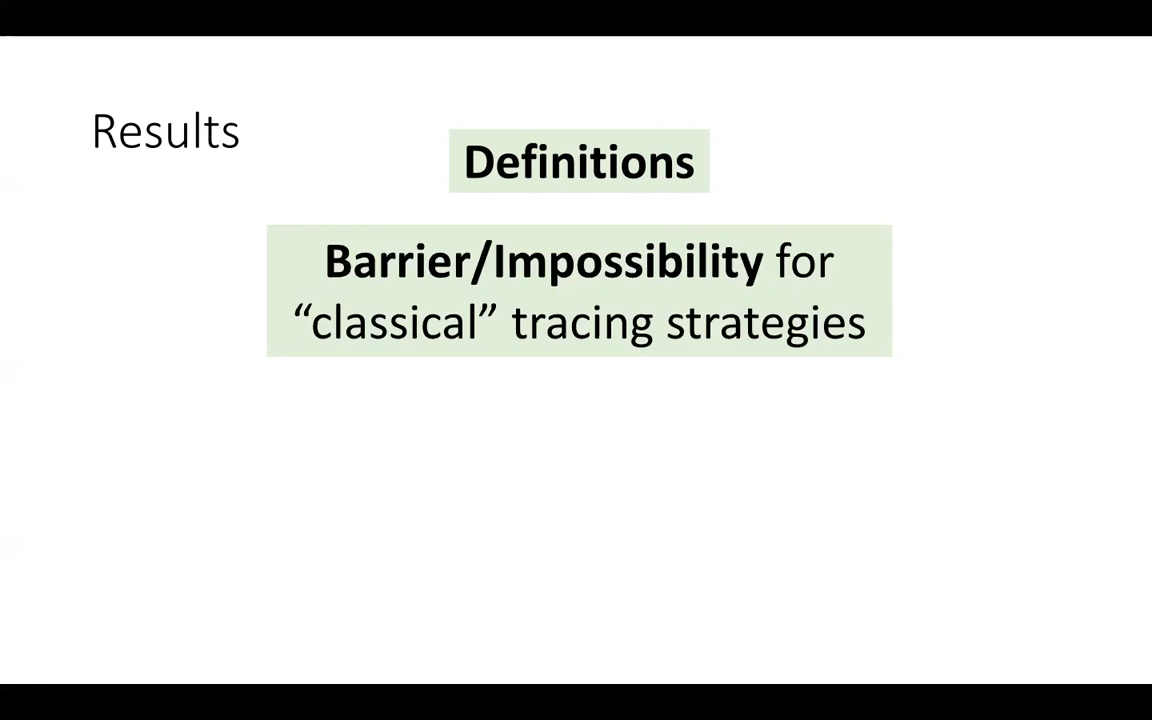 Results
Definitions
Barrier/Impossibility for
“classical” tracing strategies